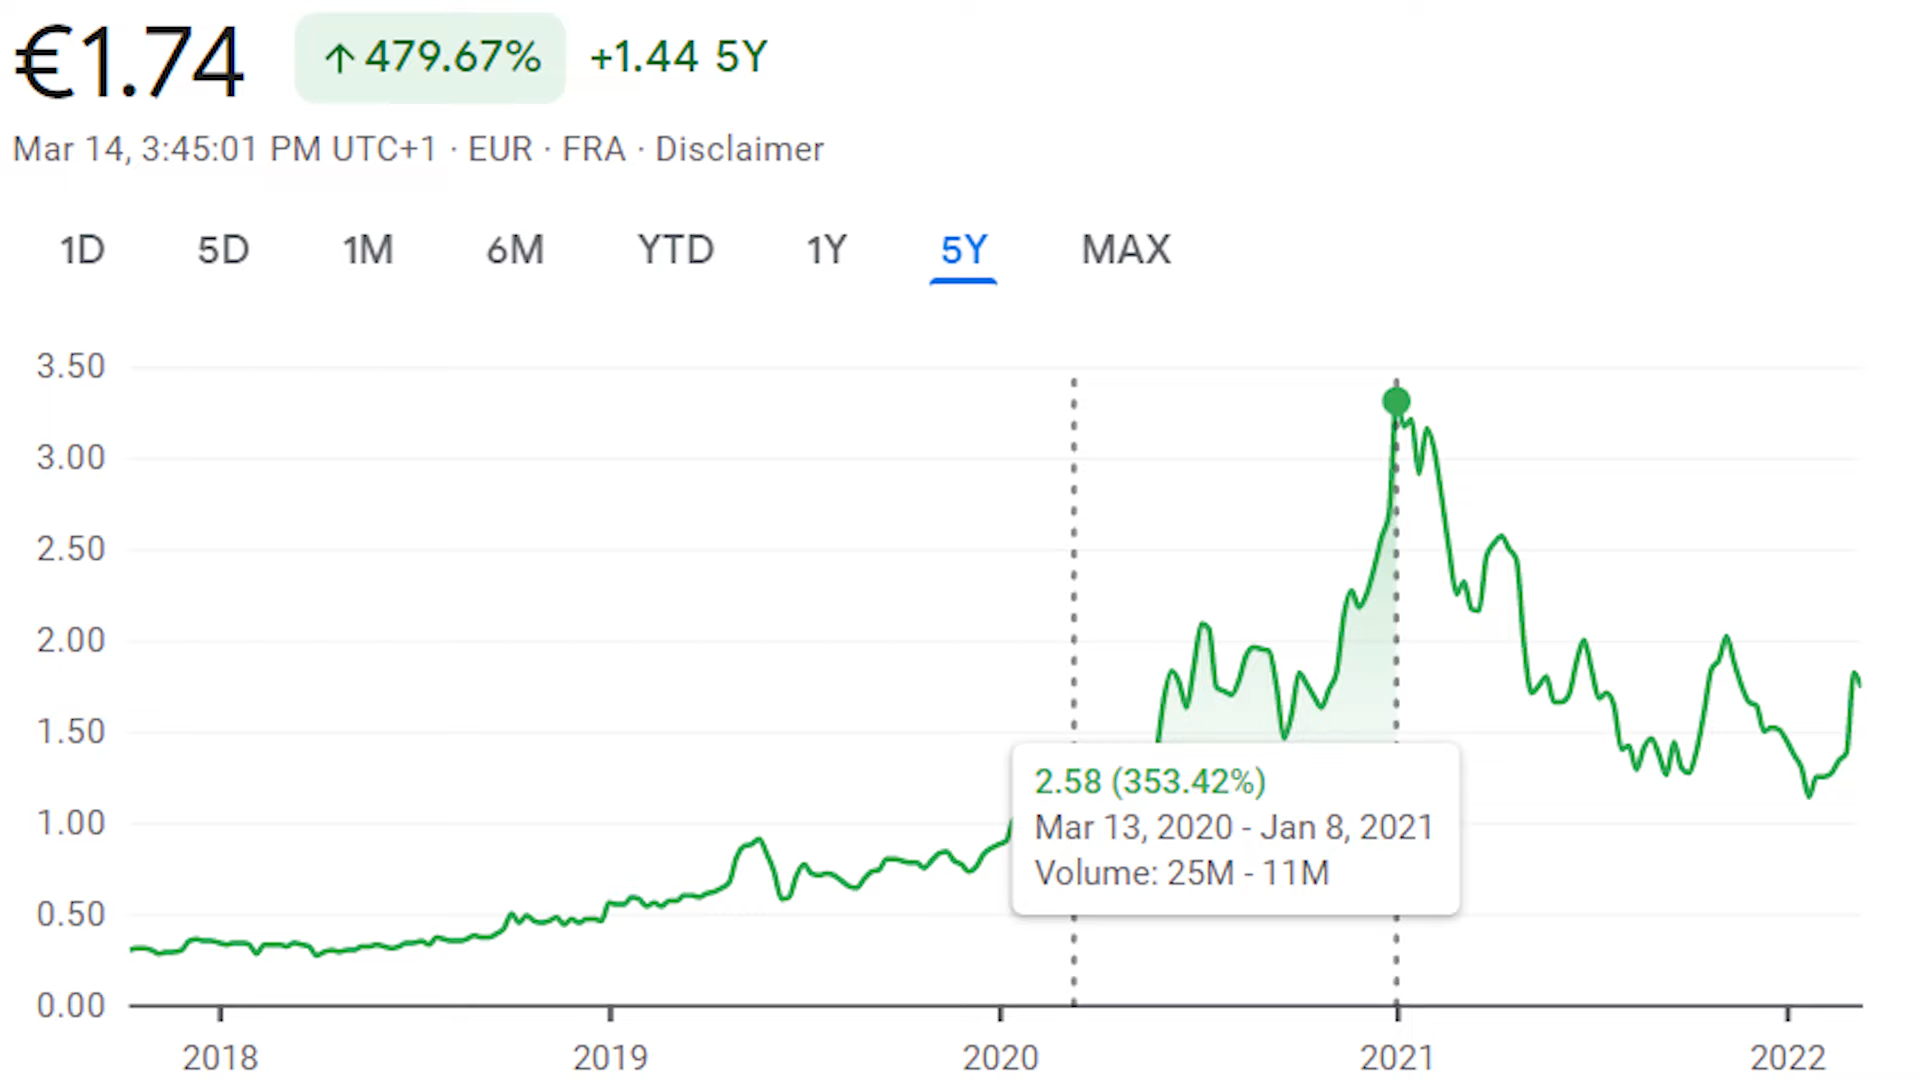 €1.74 ↑479.67% +1.44 5Y
Mar 14, 3:45:01 PM UTC+1 · EUR · FRA · Disclaimer
1D 5D 1M 6M YTD 1Y 5Y MAX
3.50
3.00
2.50
2.00
1.50
1.00
0.50
0.00
2.58 (353.42%)
Mar 13, 2020 - Jan 8, 2021
Volume: 25M - 11M
2018 2019 2020 2021 2022